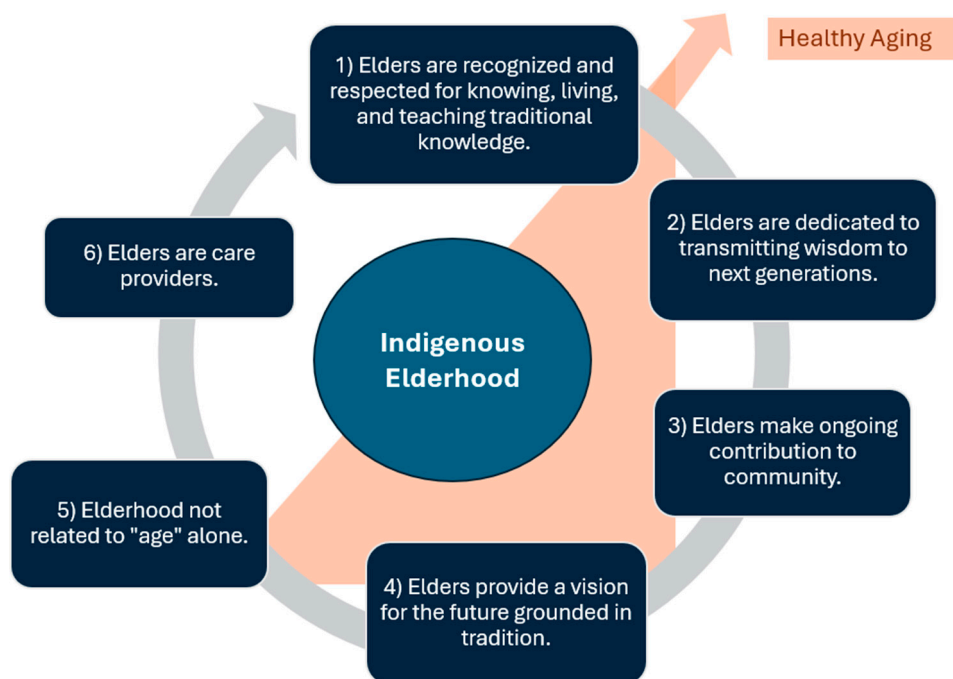 Healthy Aging
1) Elders are recognized and
respected for knowing, living,
and teaching traditional
knowledge.
2) Elders are dedicated to
transmitting wisdom to
next generations.
3) Elders make ongoing
contribution to
community.
4) Elders provide a vision
for the future grounded in
tradition.
5) Elderhood not
related to "age" alone.
6) Elders are care
providers.
Indigenous
Elderhood